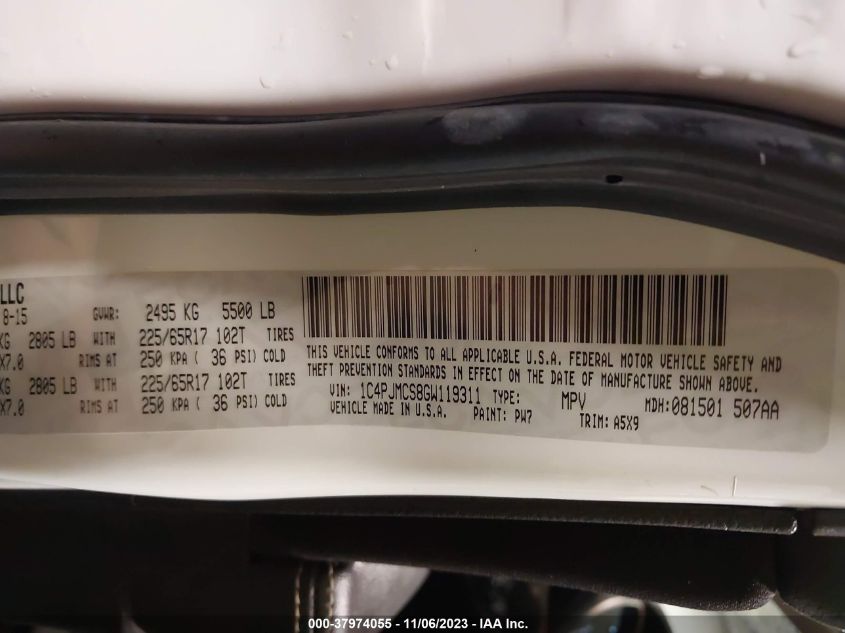 LLC
8-15 GVWR: 2495 KG 5500 LB
KG 2805 LB WITH 225/65R17 102T TIRES
X7.0 RIMS AT 250 KPA ( 36 PSI) COLD
KG 2805 LB WITH 225/65R17 102T TIRES
X7.0 RIMS AT 250 KPA ( 36 PSI) COLD
THIS VEHICLE CONFORMS TO ALL APPLICABLE U.S.A. FEDERAL MOTOR VEHICLE SAFETY AND
THEFT PREVENTION STANDARDS IN EFFECT ON THE DATE OF MANUFACTURE SHOWN ABOVE.
VIN: 1C4PJMCS8GW119311 TYPE: MPV MDH:081501 507AA
VEHICLE MADE IN U.S.A. PAINT: PW7 TRIM: A5X9
000-37974055 - 11/06/2023 - IAA Inc.